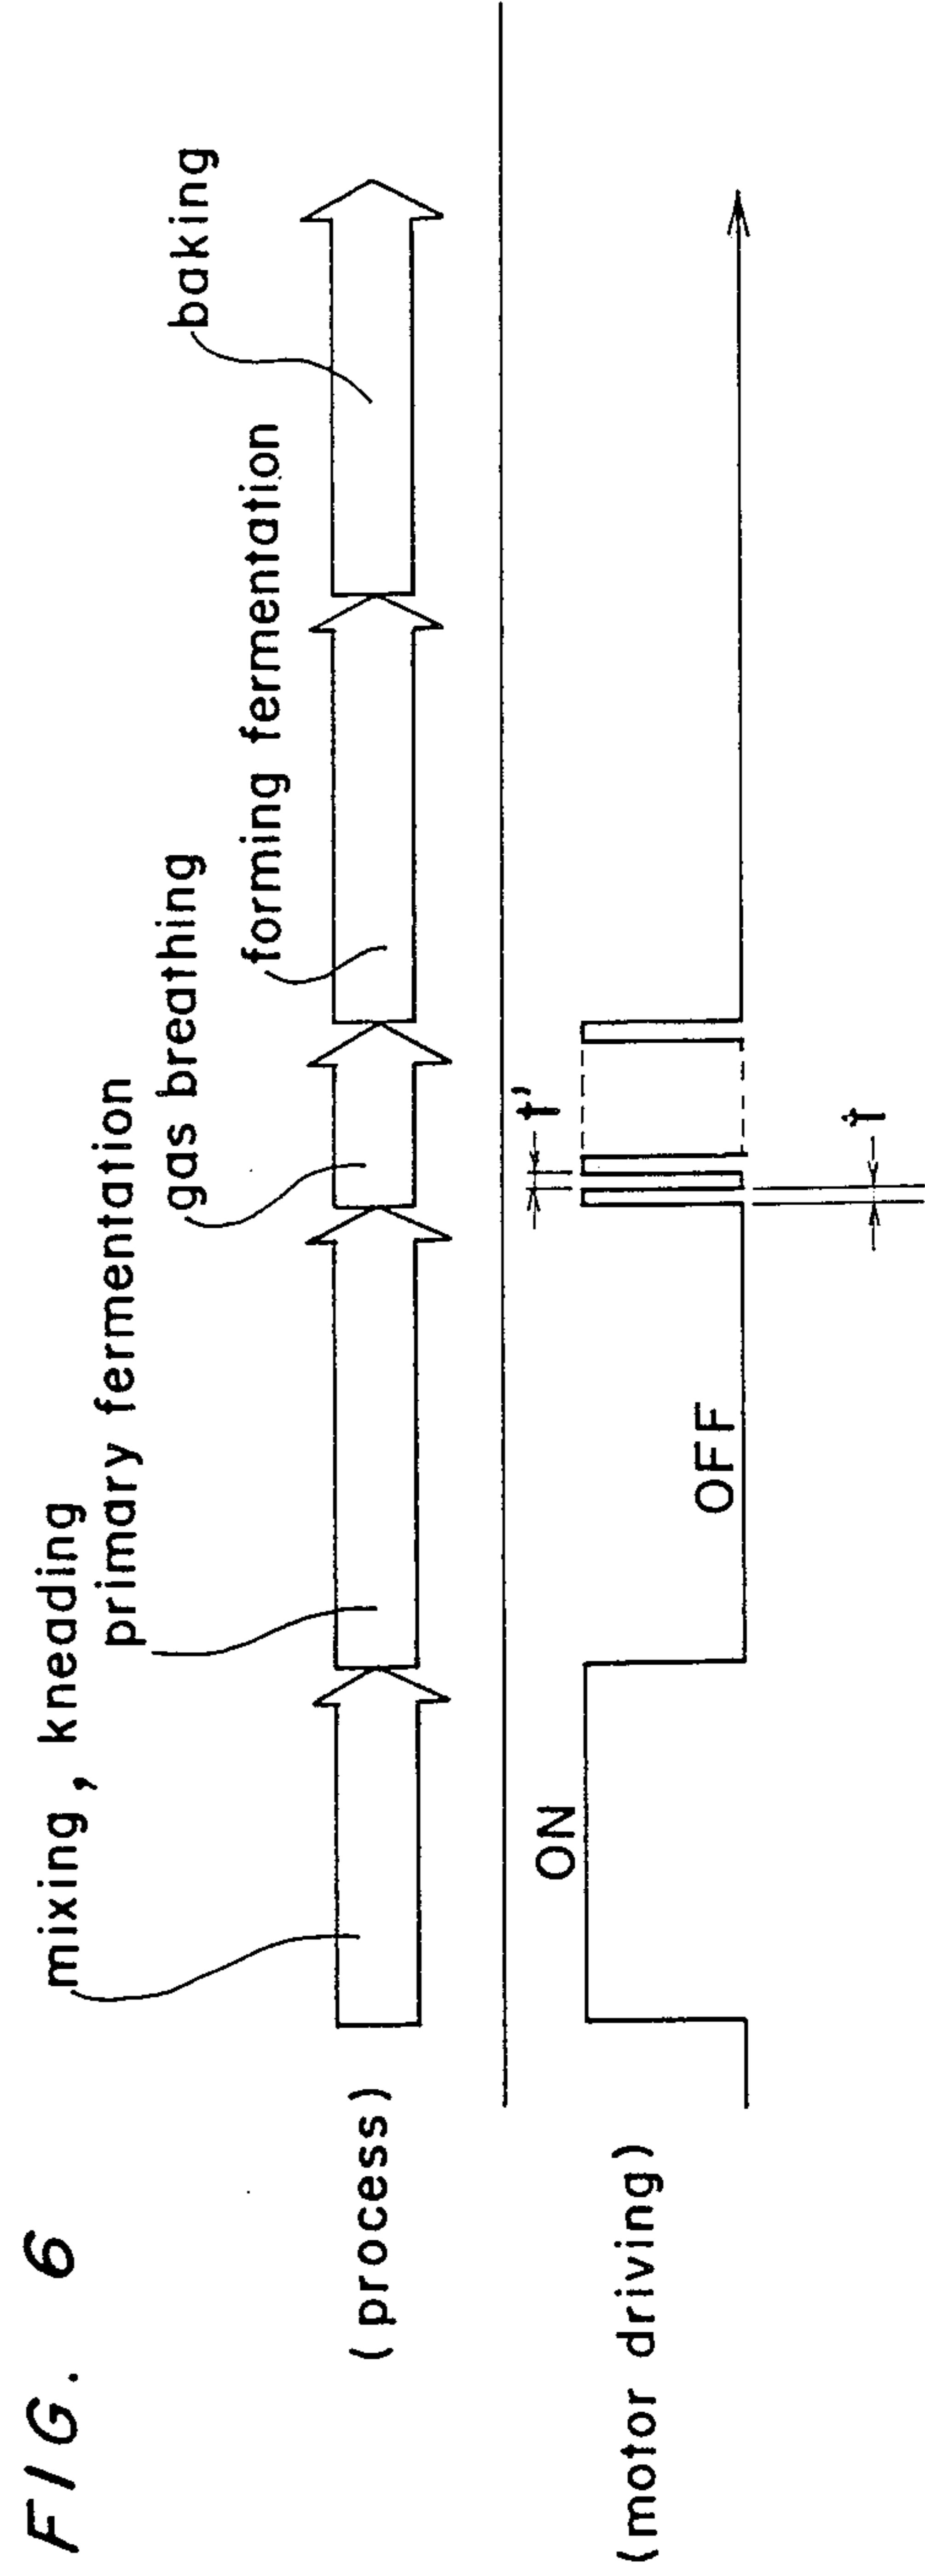 FIG. 6
mixing, kneading
primary fermentation
gas breathing
forming fermentation
baking
(process)
(motor driving)
ON
OFF
t'
t